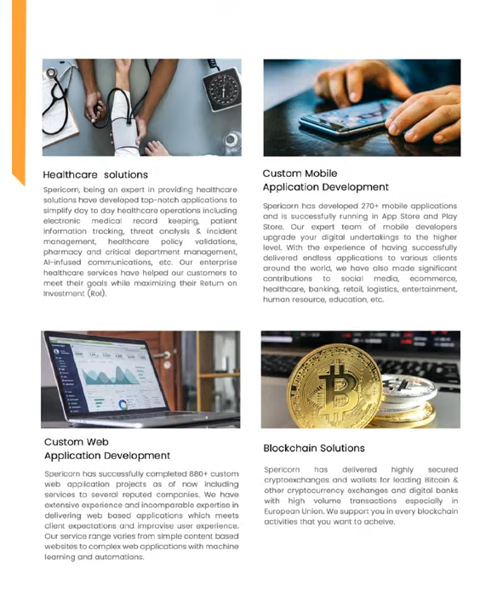 Healthcare solutions
Spericorn, being an expert in providing healthcare
solutions have developed top-notch applications to
simplify day to day healthcare operations including
electronic medical record keeping, patient
information tracking, threat analysis & incident
management, healthcare policy validations,
pharmacy and critical department management,
AI-infused communications, etc. Our enterprise
healthcare services have helped our customers to
meet their goals while maximizing their Return on
Investment (RoI).
Custom Mobile
Application Development
Spericorn has developed 270+ mobile applications
and is successfully running in App Store and Play
Store. Our expert team of mobile developers
upgrade your digital undertakings to the higher
level. With the experience of having successfully
delivered endless applications to various clients
around the world, we have also made significant
contributions to social media, ecommerce,
healthcare, banking, retail, logistics, entertainment,
human resource, education, etc.
Custom Web
Application Development
Spericorn has successfully completed 880+ custom
web application projects as of now including
services to several reputed companies. We have
extensive experience and incomparable expertise in
delivering web based applications which meets
client expectations and improvise user experience.
Our service range varies from simple content based
websites to complex web applications with machine
learning and automations.
Blockchain Solutions
Spericorn has delivered highly secured
cryptoexchanges and wallets for leading Bitcoin &
other cryptocurrency exchanges and digital banks
with high volume transactions especially in
European Union. We support you in every blockchain
activities that you want to acheive.